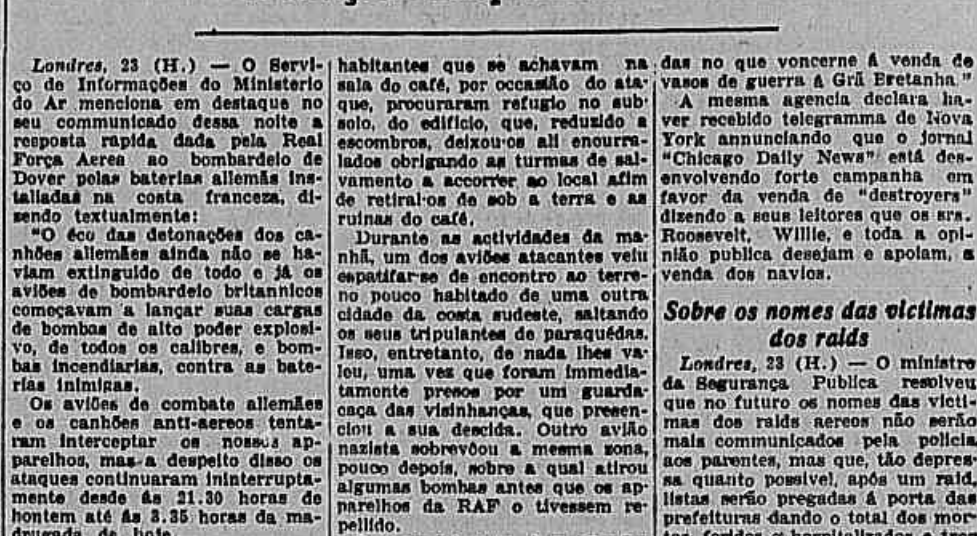 Londres, 23 (H.) — O Servi-
ço de Informações do Ministerio
do Ar menciona em destaque no
seu communicado dessa noite a
resposta rapida dada pela Real
Força Aerea ao bombardeio de
Dover pelas baterias allemãs ins-
talladas na costa franceza, di-
sendo textualmente:
"O éco das detonações dos ca-
nhões allemães ainda não se ha-
viam extinguido de todo e já os
aviões de bombardeio britannicos
começavam a lançar suas cargas
de bombas de alto poder explosi-
vo, de todos os calibres, e bom-
bas incendiarias, contra as bate-
rias inimigas.
Os aviões de combate allemães
e os canhões anti-aereos tenta-
ram interceptar os nossos ap-
parelhos, mas a despeito disso os
ataques continuaram ininterrupta-
mente desde ás 21.30 horas de
hontem até ás 3.35 horas da ma-
drugada de hoje
habitantes que se achavam na
sala do café, por occasião do ata-
que, procuraram refugio no sub-
solo, do edificio, que, reduzido a
escombros, deixou-os ali encurra-
lados obrigando as turmas de sal-
vamento a accorrer ao local afim
de retiral-os de sob a terra e as
ruinas do café.
Durante as actividades da ma-
nhã, um dos aviões atacantes veiu
espatifar-se de encontro ao terre-
no pouco habitado de uma outra
cidade da costa sudeste, saltando
os seus tripulantes de paraquédas.
Isso, entretanto, de nada lhes va-
leu, uma vez que foram immedia-
tamente presos por um guarda-
caça das visinhanças, que presen-
ciou a sua descida. Outro avião
nazista sobrevôou a mesma zona,
pouco depois, sobre a qual atirou
algumas bombas antes que os ap-
parelhos da RAF o tivessem re-
pellido.
das no que voncerne á venda de
vasos de guerra á Grã Bretanha."
A mesma agencia declara ha-
ver recebido telegramma de Nova
York annunciando que o jornal
"Chicago Daily News" está des-
envolvendo forte campanha em
favor da venda de "destroyers"
dizendo a seus leitores que os srs.
Roosevelt, Willie, e toda a opi-
nião publica desejam e apoiam, a
venda dos navios.
Sobre os nomes das victimas
dos raids
Londres, 23 (H.) — O ministro
da Segurança Publica resolveu
que no futuro os nomes das victi-
mas dos raids aereos não serão
mais communicados pela policia
aos parentes, mas que, tão depres-
sa quanto possivel, após um raid,
listas serão pregadas á porta das
prefeituras dando o total dos mor-
tos, feridos e hospitalizados e